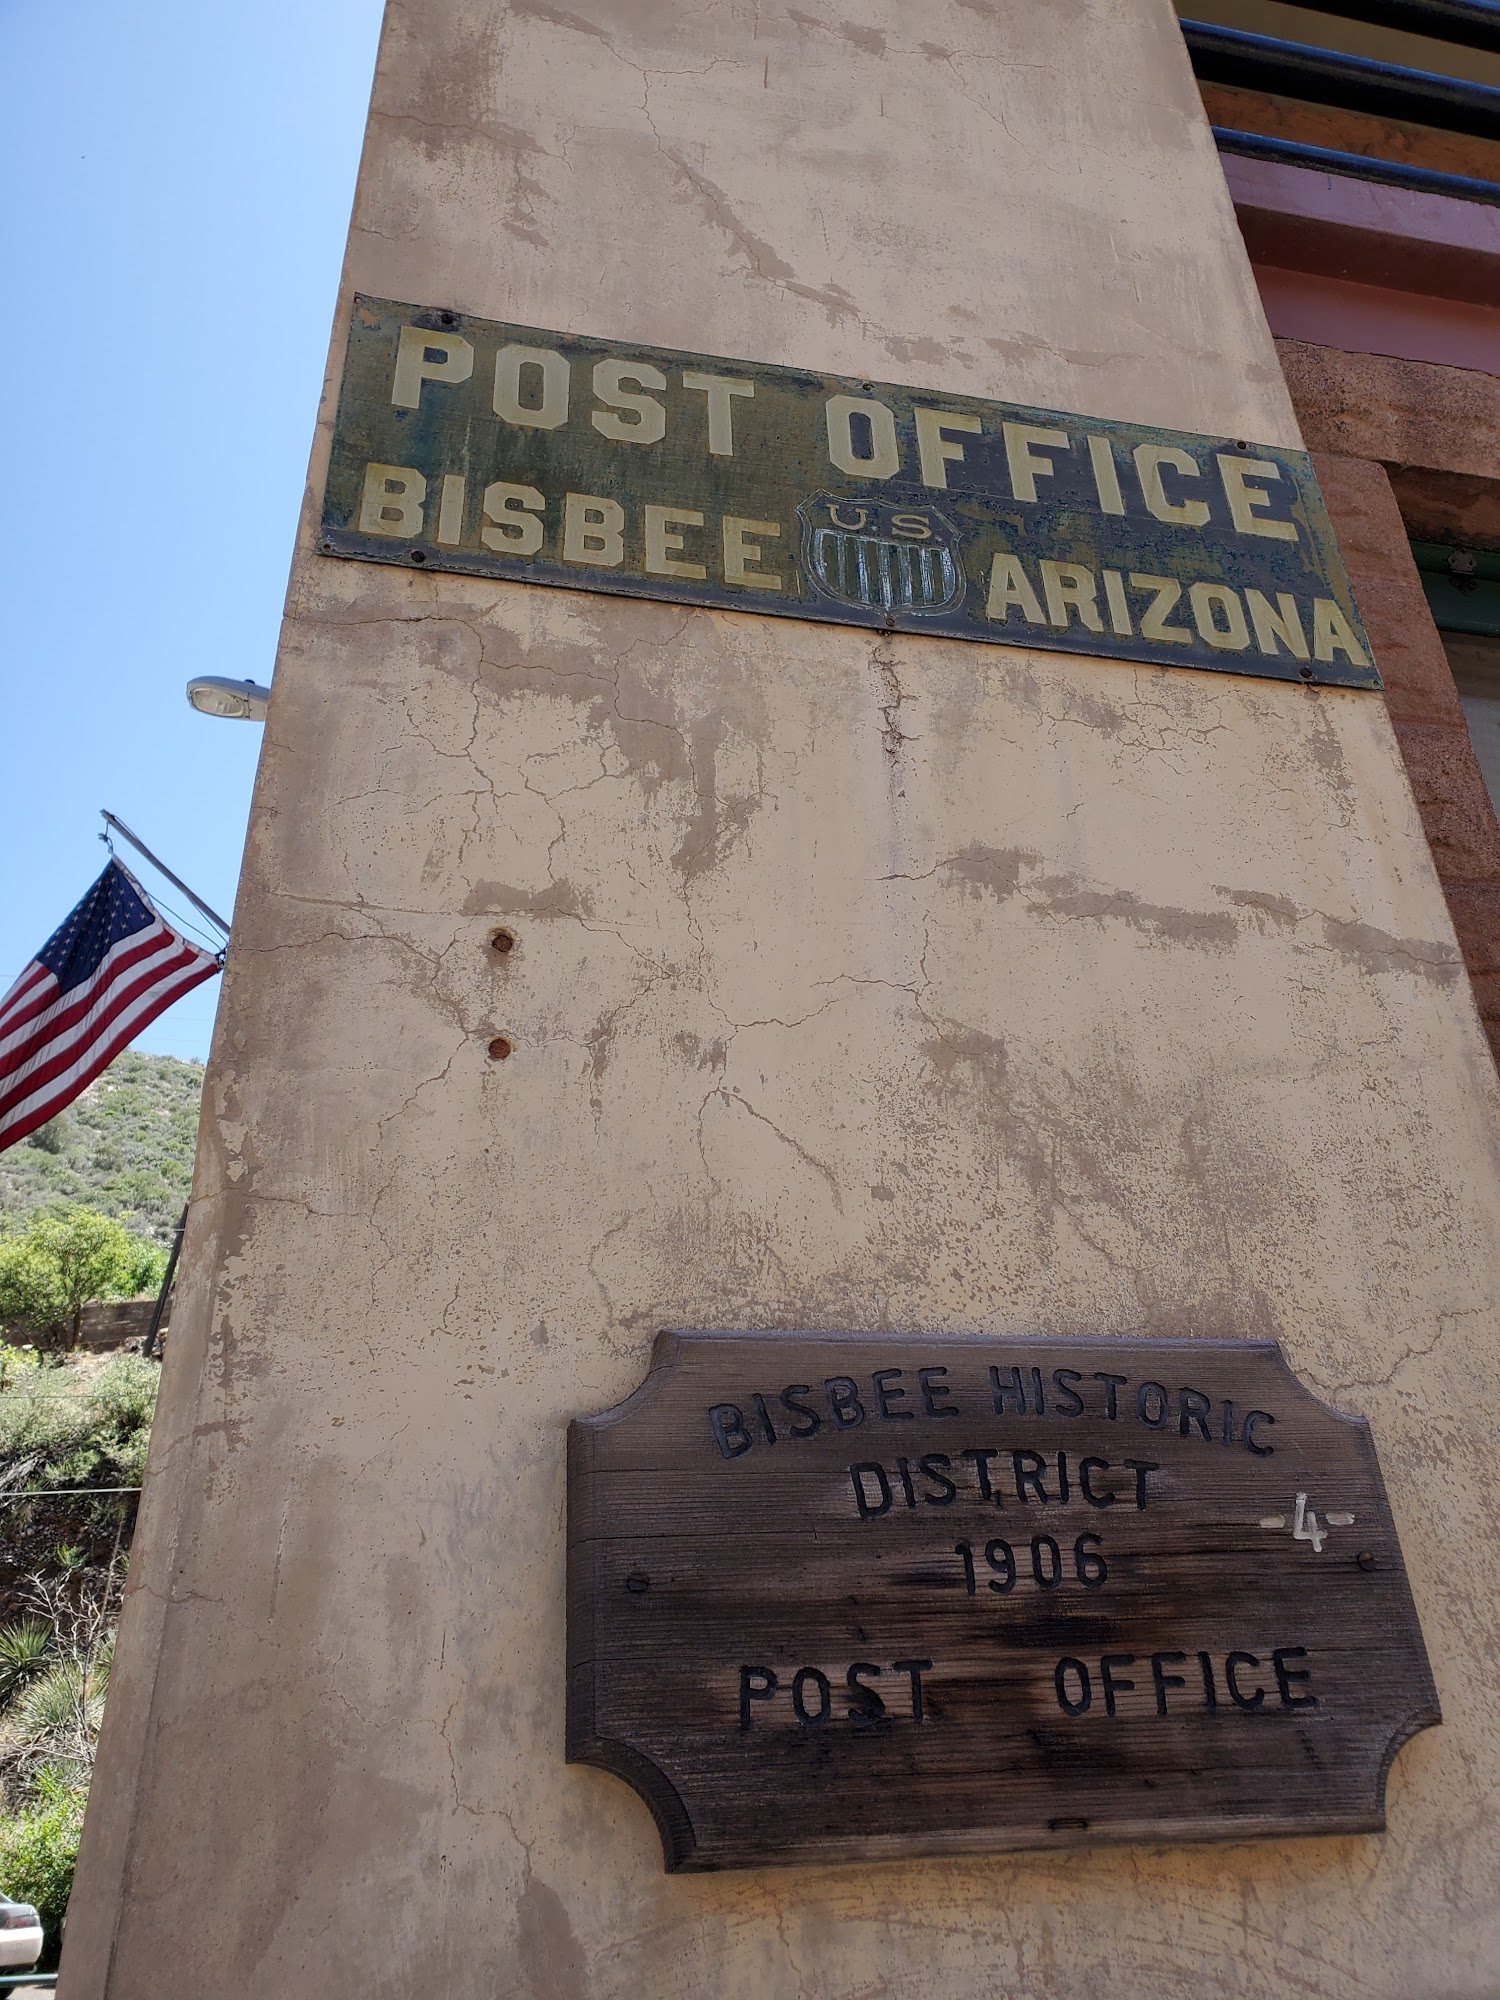 POST OFFICE
BISBEE U.S. ARIZONA
BISBEE HISTORIC
DISTRICT
1906 -4-
POST OFFICE